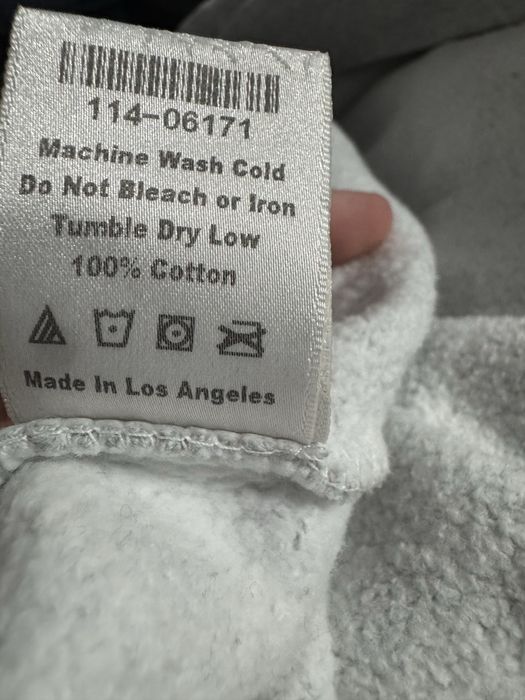 114-06171
Machine Wash Cold
Do Not Bleach or Iron
Tumble Dry Low
100% Cotton
Made In Los Angeles